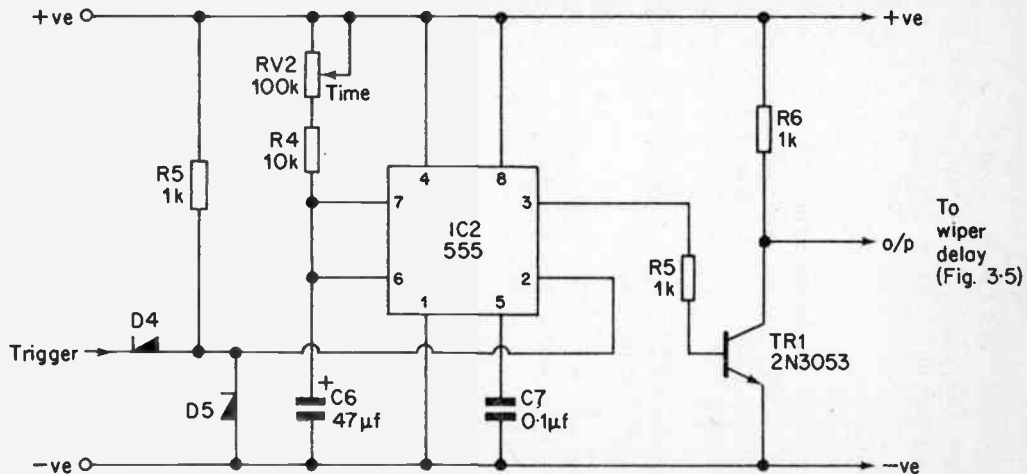 +ve
+ve
RV2
100k
Time
R6
1k
R4
10k
R5
1k
4
8
7
3
IC2
555
To
wiper
delay
(Fig. 3·5)
o/p
R5
1k
6
2
1
5
D4
Trigger
TR1
2N3053
D5
+
C6
47µf
C7
0·1µf
-ve
-ve